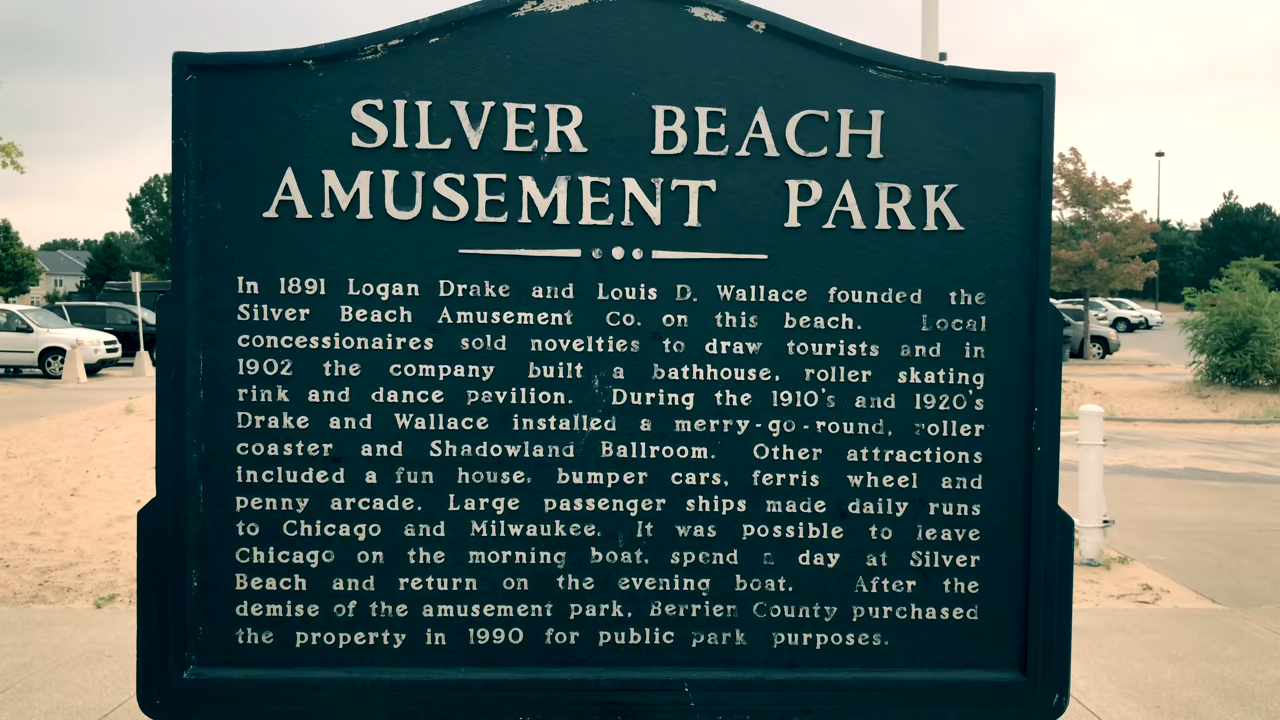 SILVER BEACH
AMUSEMENT PARK
In 1891 Logan Drake and Louis D. Wallace founded the
Silver Beach Amusement Co. on this beach. Local
concessionaires sold novelties to draw tourists and in
1902 the company built a bathhouse, roller skating
rink and dance pavilion. During the 1910's and 1920's
Drake and Wallace installed a merry-go-round, roller
coaster and Shadowland Ballroom. Other attractions
included a fun house, bumper cars, ferris wheel and
penny arcade. Large passenger ships made daily runs
to Chicago and Milwaukee. It was possible to leave
Chicago on the morning boat, spend a day at Silver
Beach and return on the evening boat. After the
demise of the amusement park, Berrien County purchased
the property in 1990 for public park purposes.